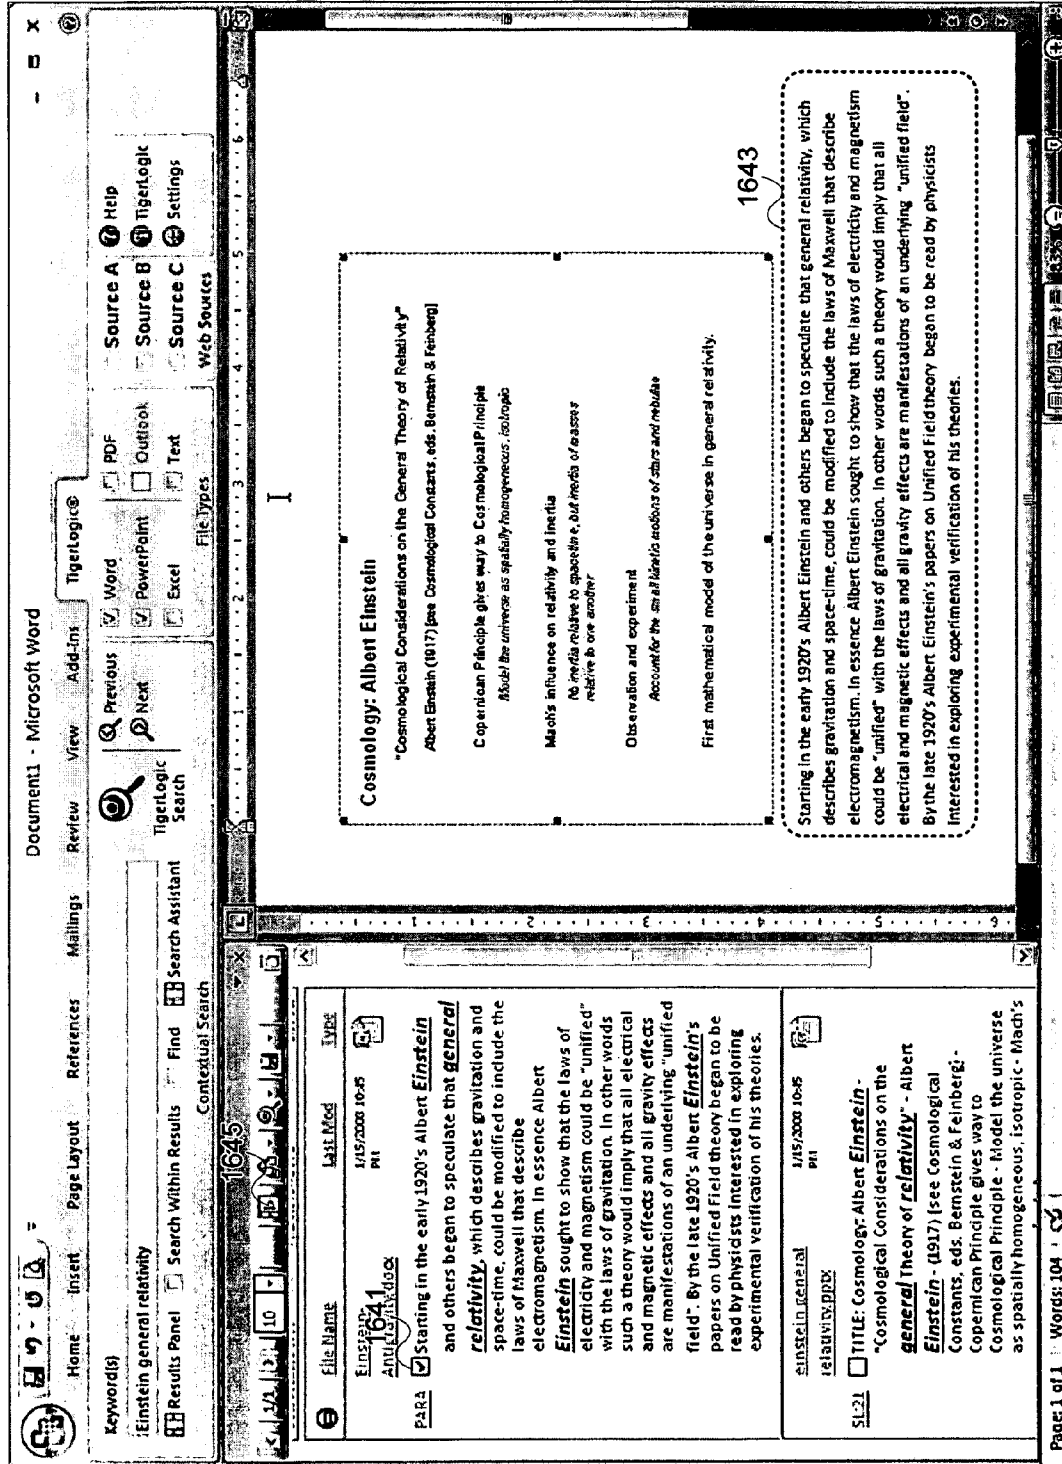 Document1 - Microsoft Word
Home Insert Page Layout References Mailings Review View Add-Ins TigerLogic®
Keyword(s)
Einstein general relativity
Results Panel Search Within Results Find Search Assistant
Contextual Search
TigerLogic
Search
Previous
Next
Word
PowerPoint
Excel
PDF
Outlook
Text
File Types
Source A
Source B
Source C
Web Sources
Help
TigerLogic
Settings
1645
1/1
10
File Name Last Mod Type
Einstein-
1/15/2000 10:45
PM
1641
PARA Starting in the early 1920's Albert Einstein
and others began to speculate that general
relativity, which describes gravitation and
space-time, could be modified to include the
laws of Maxwell that describe
electromagnetism. In essence Albert
Einstein sought to show that the laws of
electricity and magnetism could be "unified"
with the laws of gravitation. In other words
such a theory would imply that all electrical
and magnetic effects and all gravity effects
are manifestations of an underlying "unified
field". By the late 1920's Albert Einstein's
papers on Unified Field theory began to be
read by physicists interested in exploring
experimental verification of his theories.
einstein general
relativity.pptx
1/15/2000 10:45
PM
SL:21 TITLE: Cosmology: Albert Einstein -
"Cosmological Considerations on the
general Theory of relativity" - Albert
Einstein - (1917) [see Cosmological
Constants, eds. Bernstein & Feinberg] -
Copernican Principle gives way to
Cosmological Principle - Model the universe
as spatially homogeneous, isotropic - Mach's
Cosmology: Albert Einstein
"Cosmological Considerations on the General Theory of Relativity"
Albert Einstein (1917) [see Cosmological Constants, eds. Bernstein & Feinberg]
Copernican Principle gives way to Cosmological Principle
Model the universe as spatially homogeneous, isotropic
Mach's influence on relativity and inertia
No inertia relative to spacetime, but inertia of masses
relative to one another
Observation and experiment
Account for the small kinetic motions of stars and nebulae
First mathematical model of the universe in general relativity.
1643
Starting in the early 1920's Albert Einstein and others began to speculate that general relativity, which
describes gravitation and space-time, could be modified to include the laws of Maxwell that describe
electromagnetism. In essence Albert Einstein sought to show that the laws of electricity and magnetism
could be "unified" with the laws of gravitation. In other words such a theory would imply that all
electrical and magnetic effects and all gravity effects are manifestations of an underlying "unified field".
By the late 1920's Albert Einstein's papers on Unified Field theory began to be read by physicists
interested in exploring experimental verification of his theories.
Page: 1 of 1 Words: 104
83%